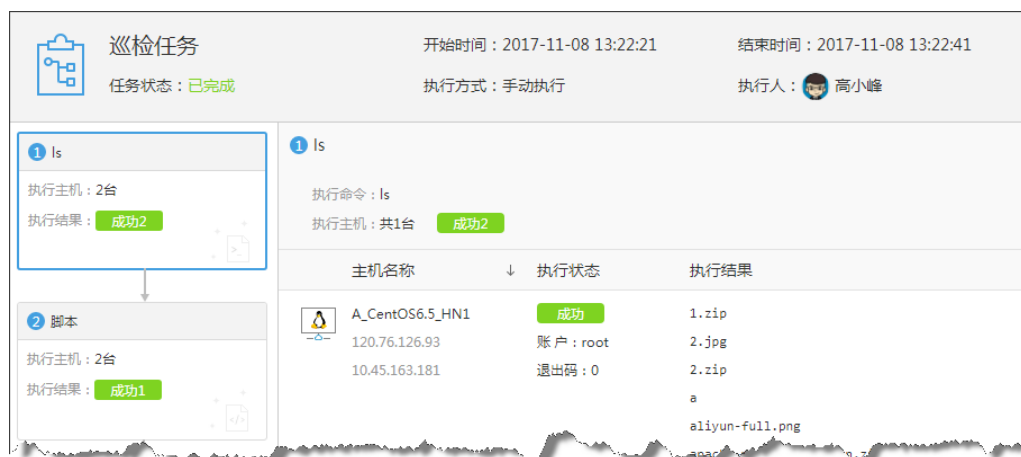 巡检任务
开始时间：2017-11-08 13:22:21
结束时间：2017-11-08 13:22:41
任务状态：已完成
执行方式：手动执行
执行人：高小峰
1 ls
执行主机：2台
执行结果：成功2
2 脚本
执行主机：2台
执行结果：成功1
1 ls
执行命令：ls
执行主机：共1台 成功2
主机名称 ↓ 执行状态 执行结果
A_CentOS6.5_HN1 成功 1.zip
120.76.126.93 账户：root 2.jpg
10.45.163.181 退出码：0 2.zip
a
aliyun-full.png